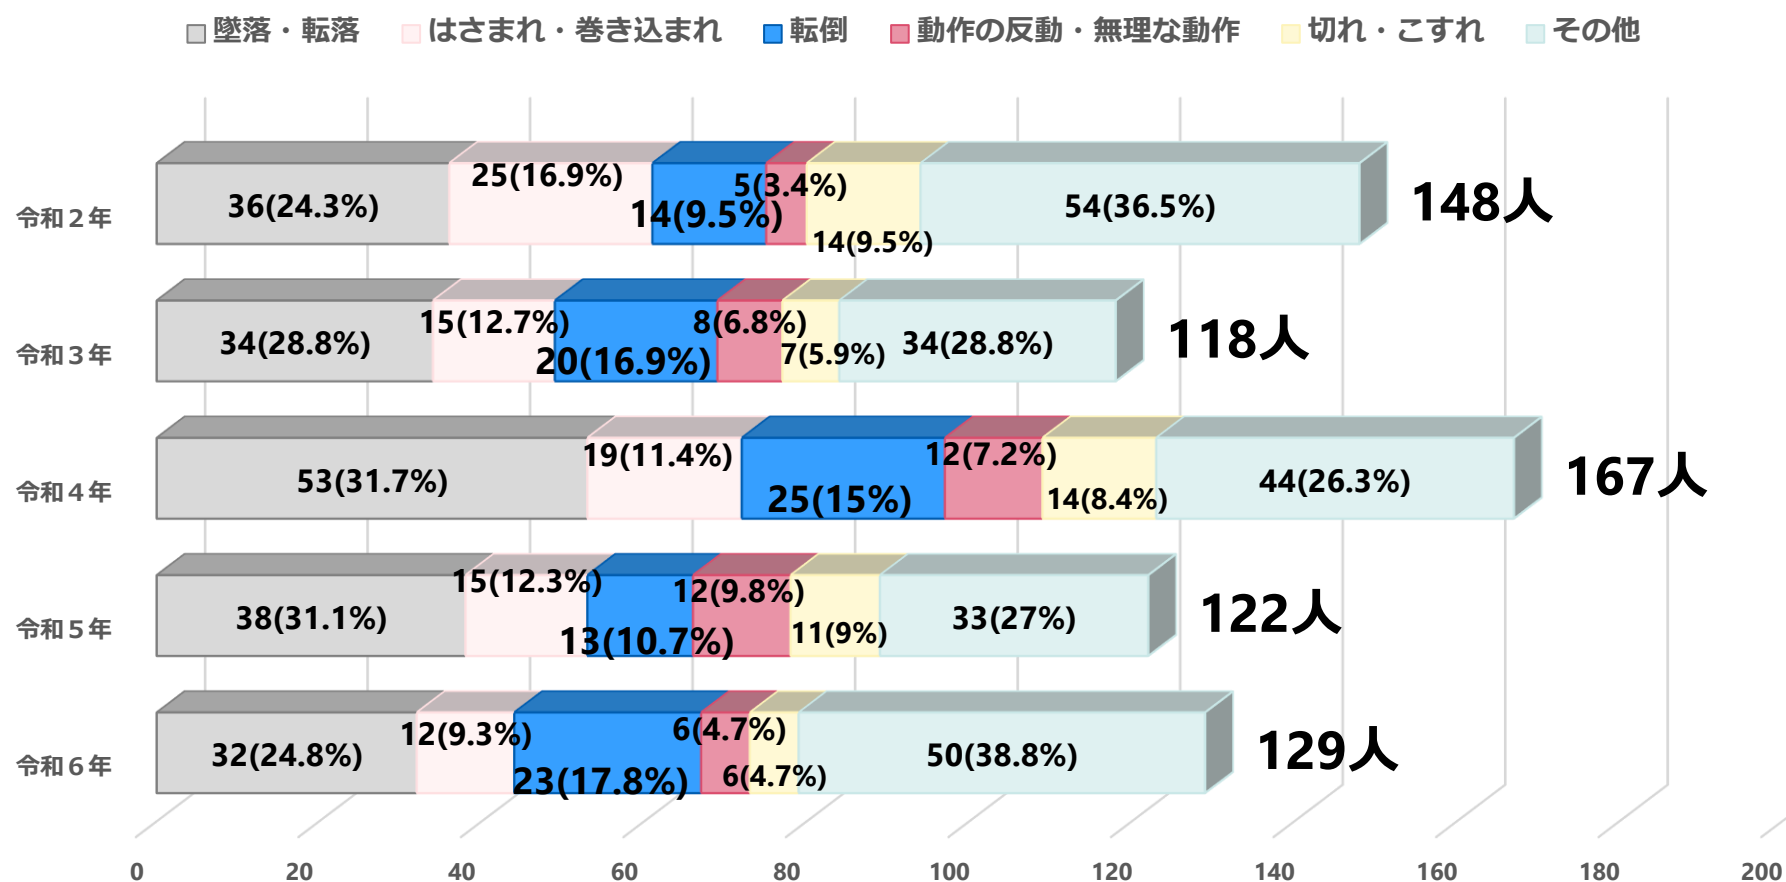 墜落・転落 はさまれ・巻き込まれ 転倒 動作の反動・無理な動作 切れ・こすれ その他
令和２年 36(24.3%) 25(16.9%) 14(9.5%) 5(3.4%) 14(9.5%) 54(36.5%) 148人
令和３年 34(28.8%) 15(12.7%) 20(16.9%) 8(6.8%) 7(5.9%) 34(28.8%) 118人
令和４年 53(31.7%) 19(11.4%) 25(15%) 12(7.2%) 14(8.4%) 44(26.3%) 167人
令和５年 38(31.1%) 15(12.3%) 13(10.7%) 12(9.8%) 11(9%) 33(27%) 122人
令和６年 32(24.8%) 12(9.3%) 23(17.8%) 6(4.7%) 6(4.7%) 50(38.8%) 129人
0 20 40 60 80 100 120 140 160 180 200